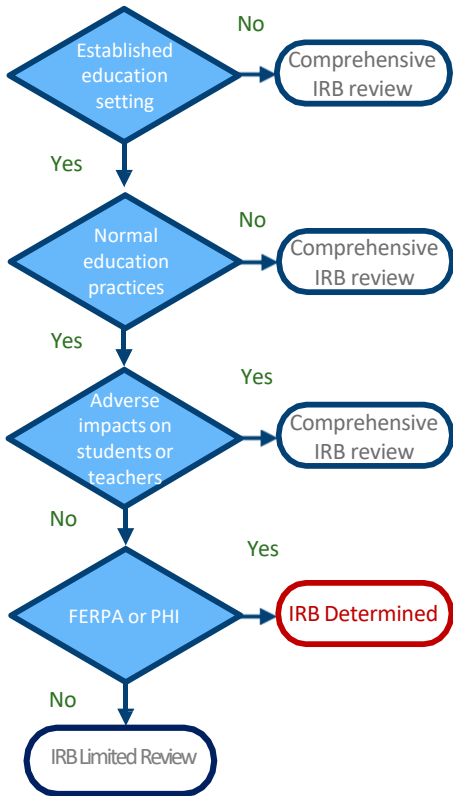 No
Established
education
setting
Comprehensive
IRB review
Yes
No
Normal
education
practices
Comprehensive
IRB review
Yes
Yes
Adverse
impacts on
students or
teachers
Comprehensive
IRB review
No
Yes
FERPA or PHI
IRB Determined
No
IRB Limited Review